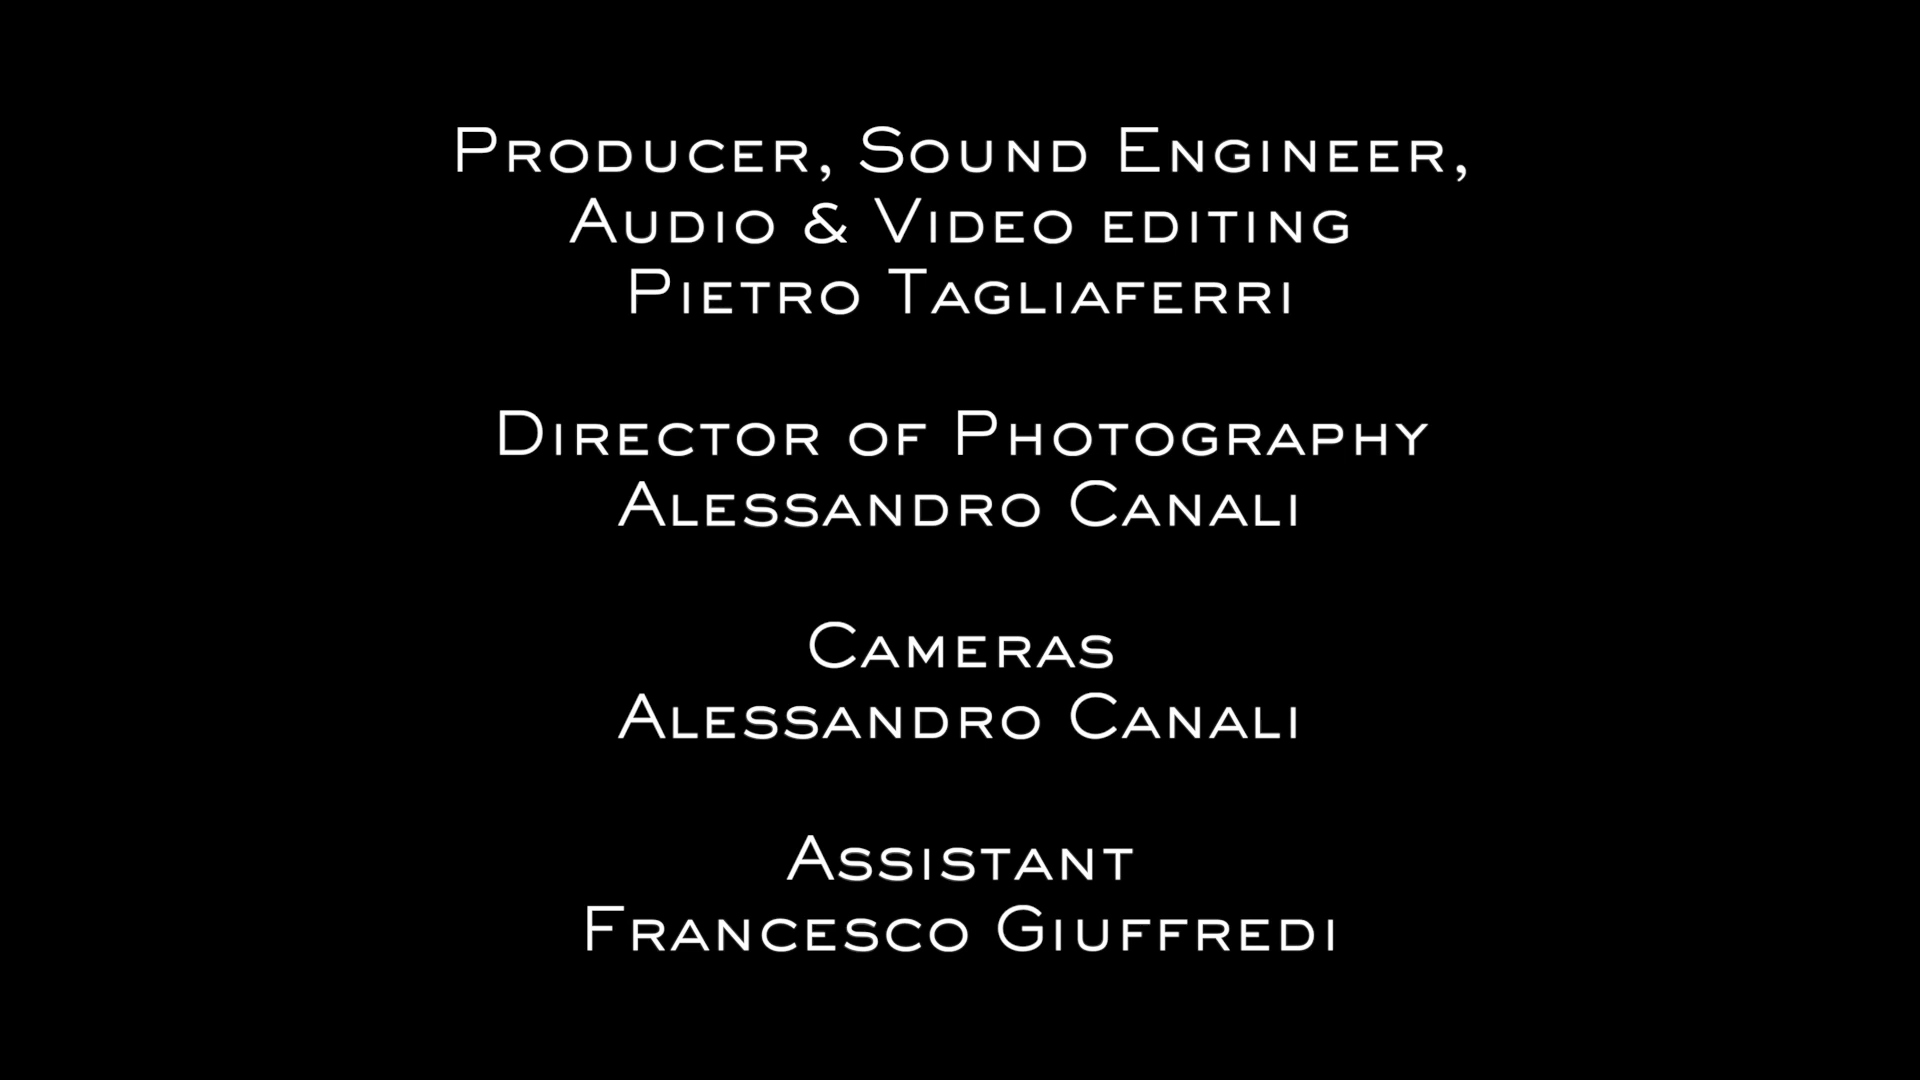 Producer, Sound Engineer,
Audio & Video editing
Pietro Tagliaferri
Director of Photography
Alessandro Canali
Cameras
Alessandro Canali
Assistant
Francesco Giuffredi